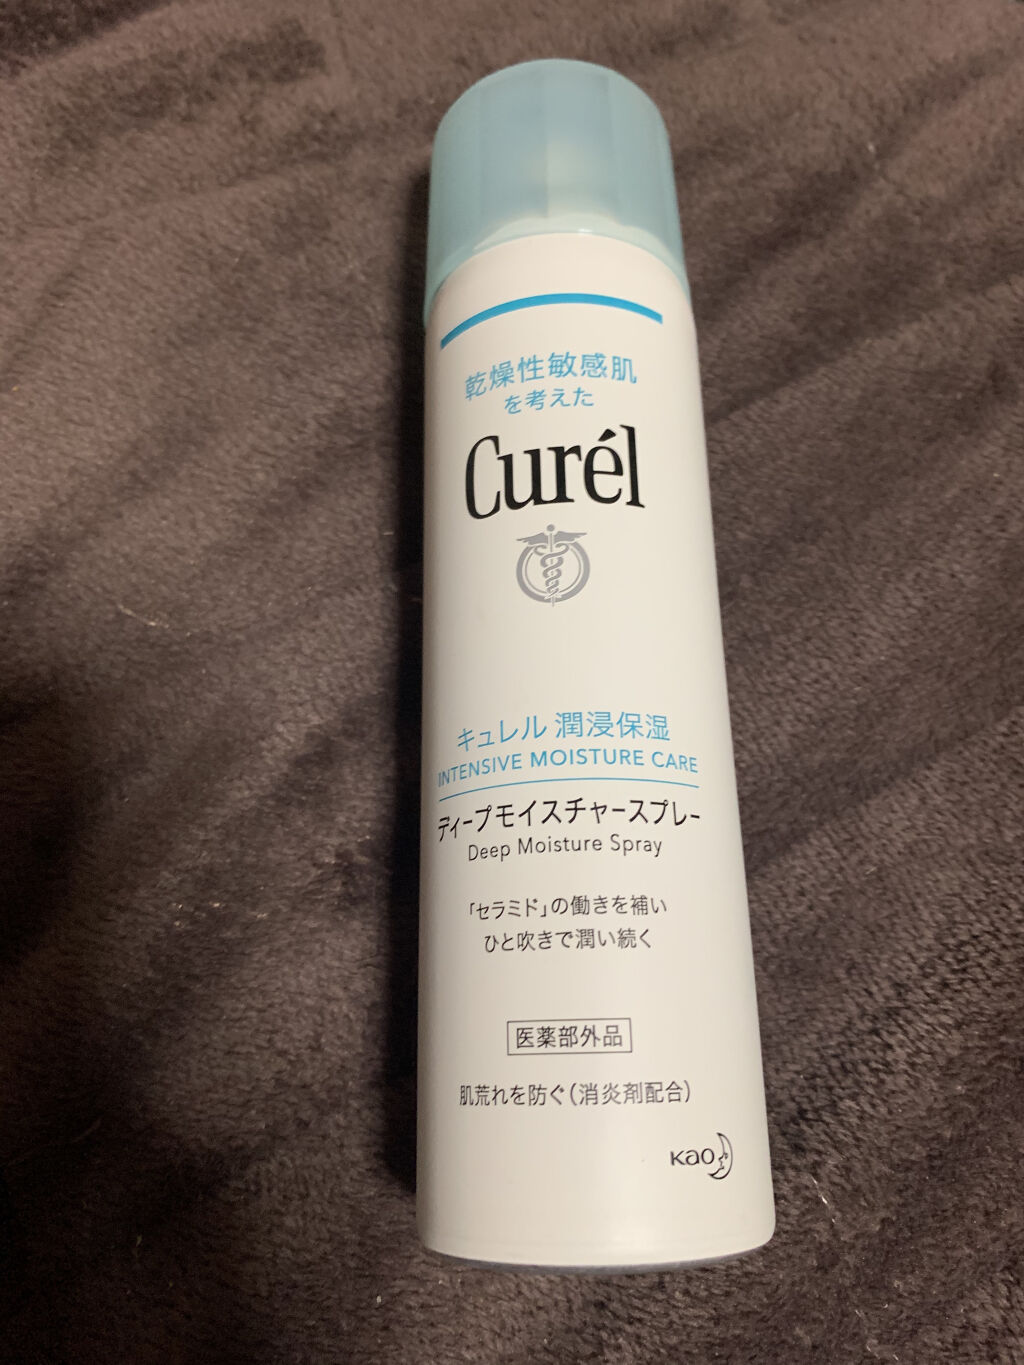 乾燥性敏感肌
を考えた
Curél
キュレル 潤浸保湿
INTENSIVE MOISTURE CARE
ディープモイスチャースプレー
Deep Moisture Spray
「セラミド」の働きを補い
ひと吹きで潤い続く
医薬部外品
肌荒れを防ぐ(消炎剤配合)
Kao